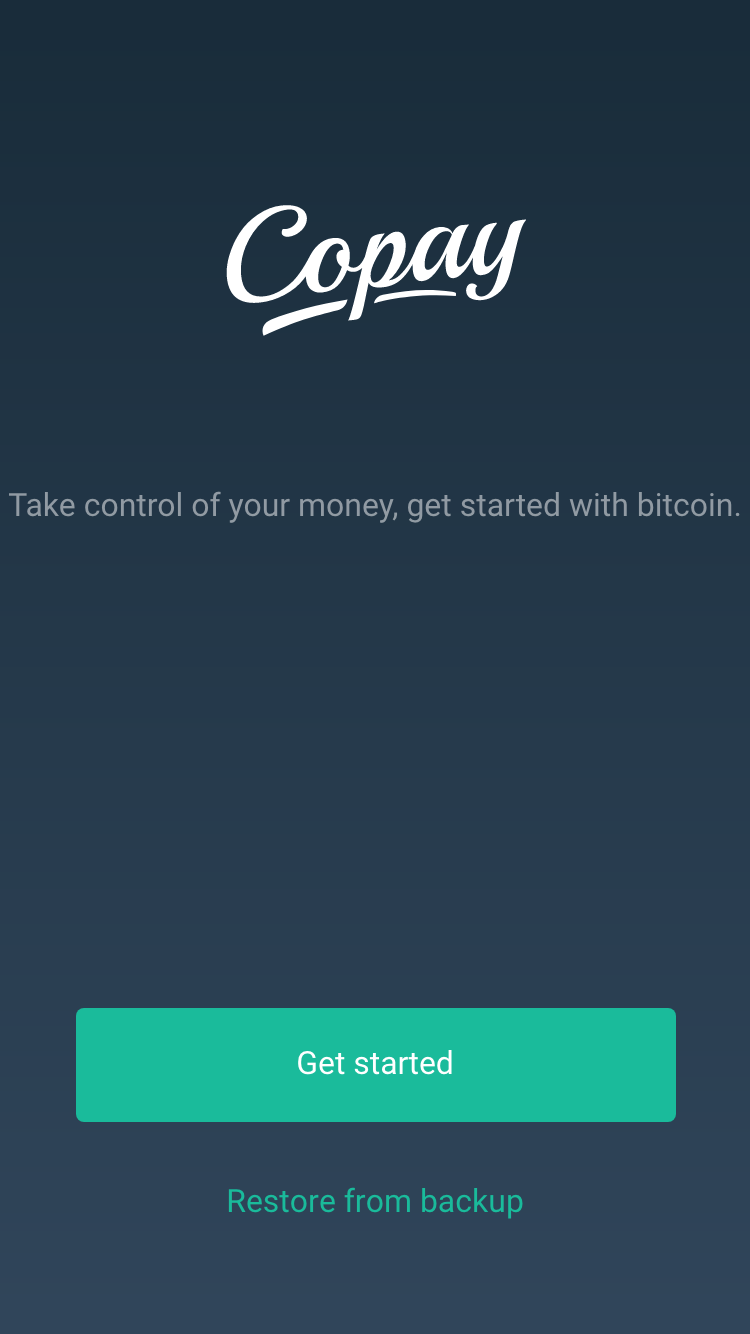 Copay
Take control of your money, get started with bitcoin.
Get started
Restore from backup